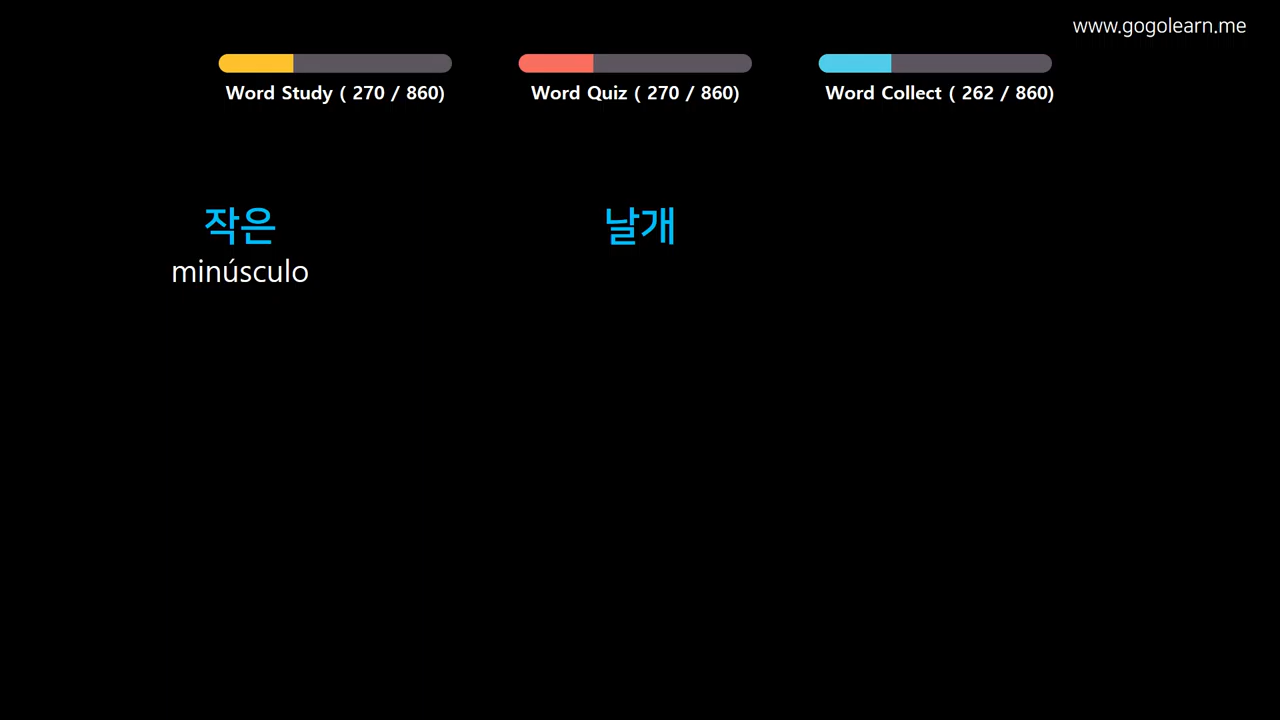 www.gogolearn.me
Word Study ( 270 / 860)
Word Quiz ( 270 / 860)
Word Collect ( 262 / 860)
작은
minúsculo
날개